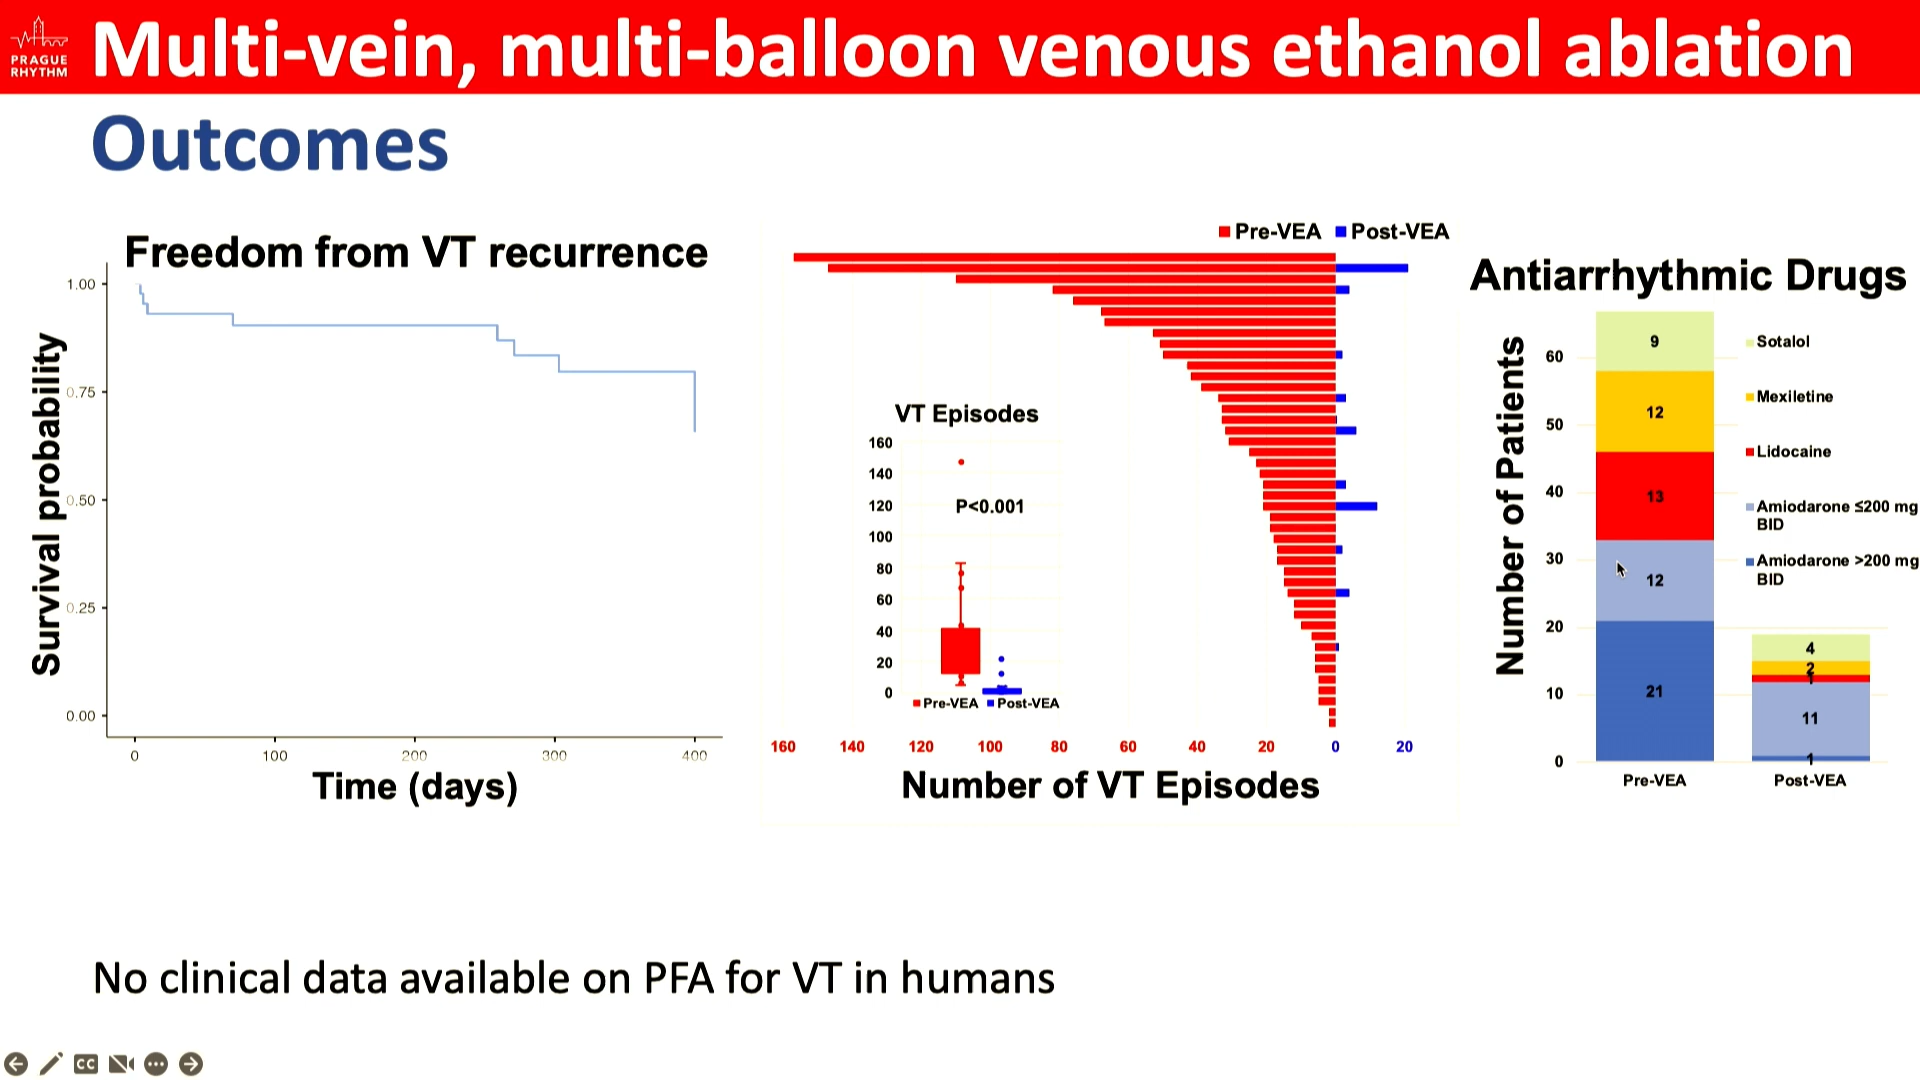 PRAGUE
RHYTHM
Multi-vein, multi-balloon venous ethanol ablation
Outcomes
Freedom from VT recurrence
Survival probability
1.00
0.75
0.50
0.25
0.00
0 100 200 300 400
Time (days)
Pre-VEA Post-VEA
VT Episodes
160
140
120
100
80
60
40
20
0
P<0.001
Pre-VEA Post-VEA
160 140 120 100 80 60 40 20 0 20
Number of VT Episodes
Antiarrhythmic Drugs
Number of Patients
60
50
40
30
20
10
0
9
12
13
12
21
4
2
1
11
1
Pre-VEA Post-VEA
Sotalol
Mexiletine
Lidocaine
Amiodarone ≤200 mg
BID
Amiodarone >200 mg
BID
No clinical data available on PFA for VT in humans
CC